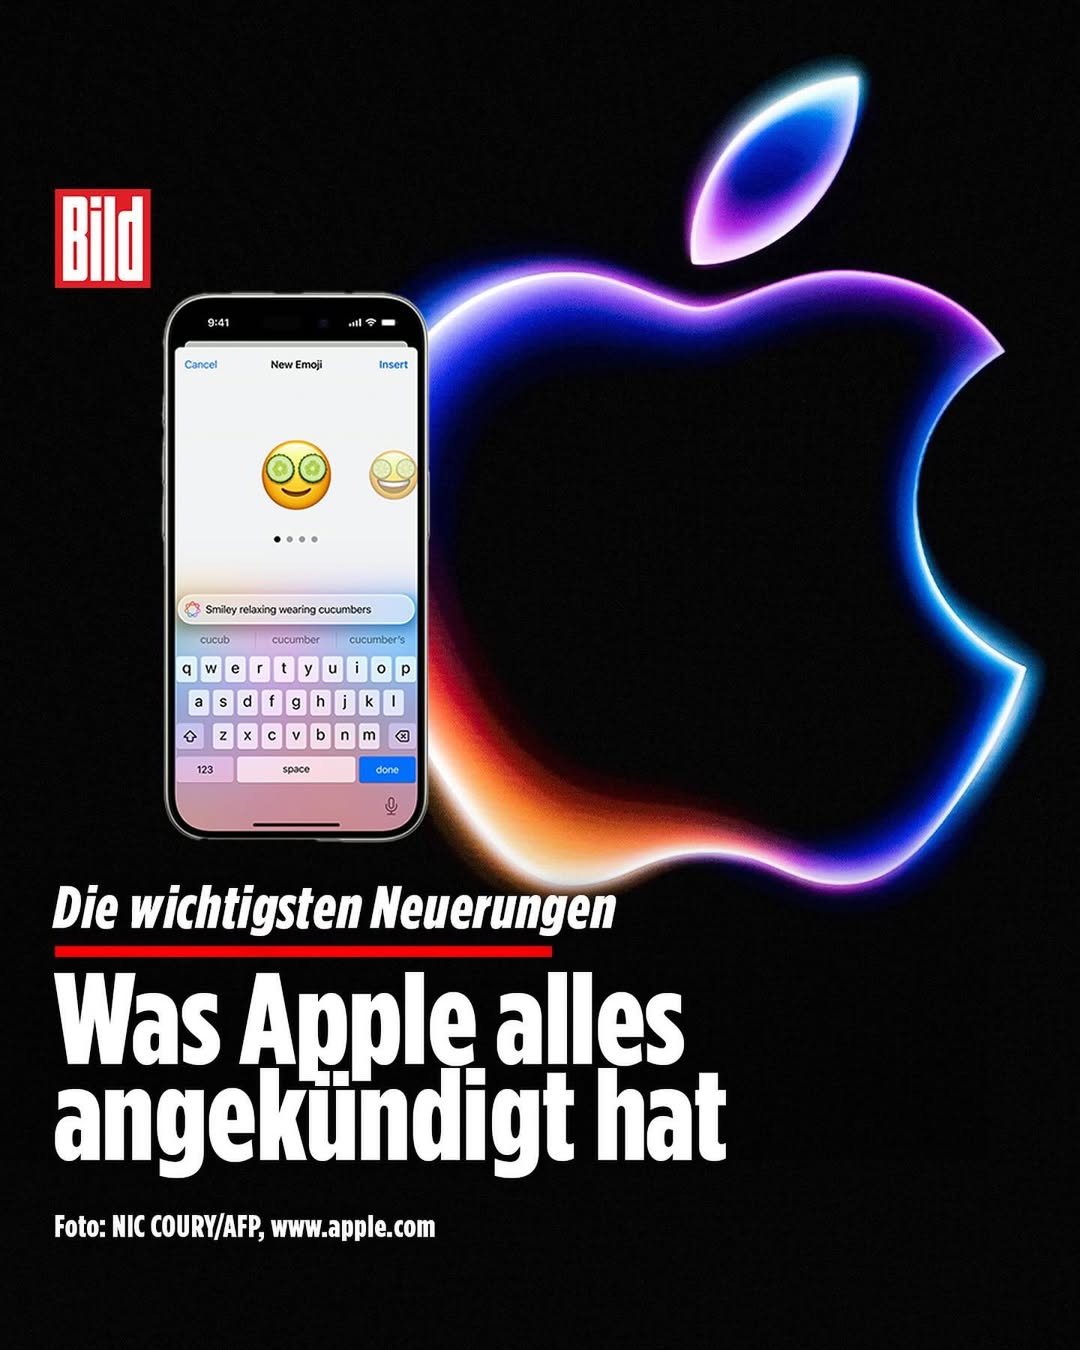 Bild
9:41
Cancel New Emoji Insert
Smiley relaxing wearing cucumbers
cucub cucumber cucumber's
q w e r t y u i o p
a s d f g h j k l
z x c v b n m
123 space done
Die wichtigsten Neuerungen
Was Apple alles
angekündigt hat
Foto: NIC COURY/AFP, www.apple.com